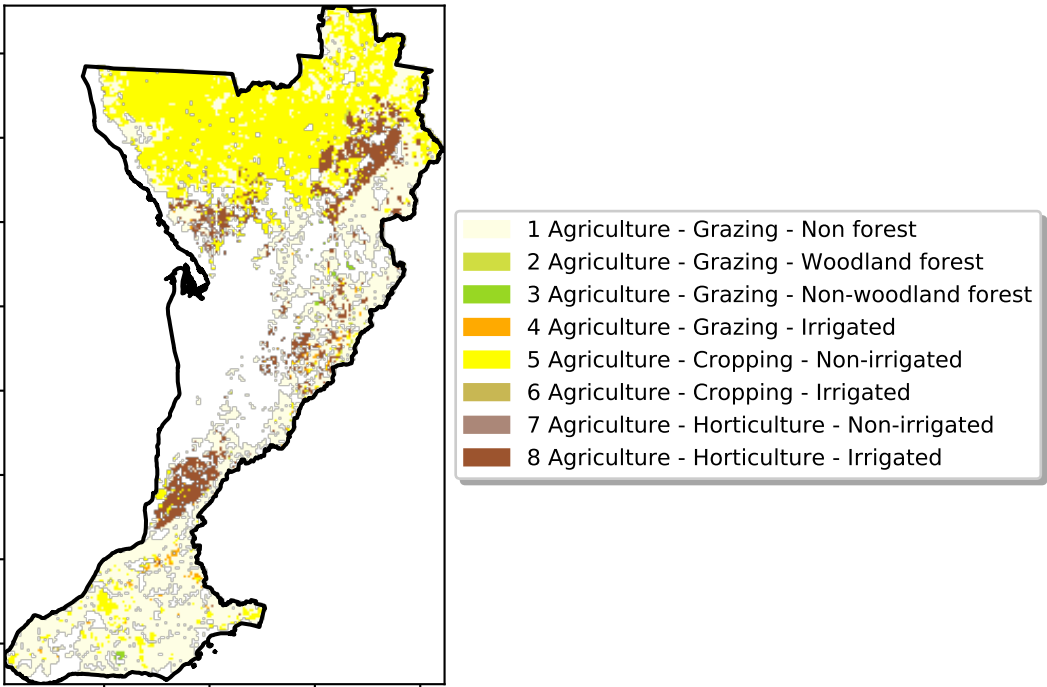 1 Agriculture - Grazing - Non forest
2 Agriculture - Grazing - Woodland forest
3 Agriculture - Grazing - Non-woodland forest
4 Agriculture - Grazing - Irrigated
5 Agriculture - Cropping - Non-irrigated
6 Agriculture - Cropping - Irrigated
7 Agriculture - Horticulture - Non-irrigated
8 Agriculture - Horticulture - Irrigated